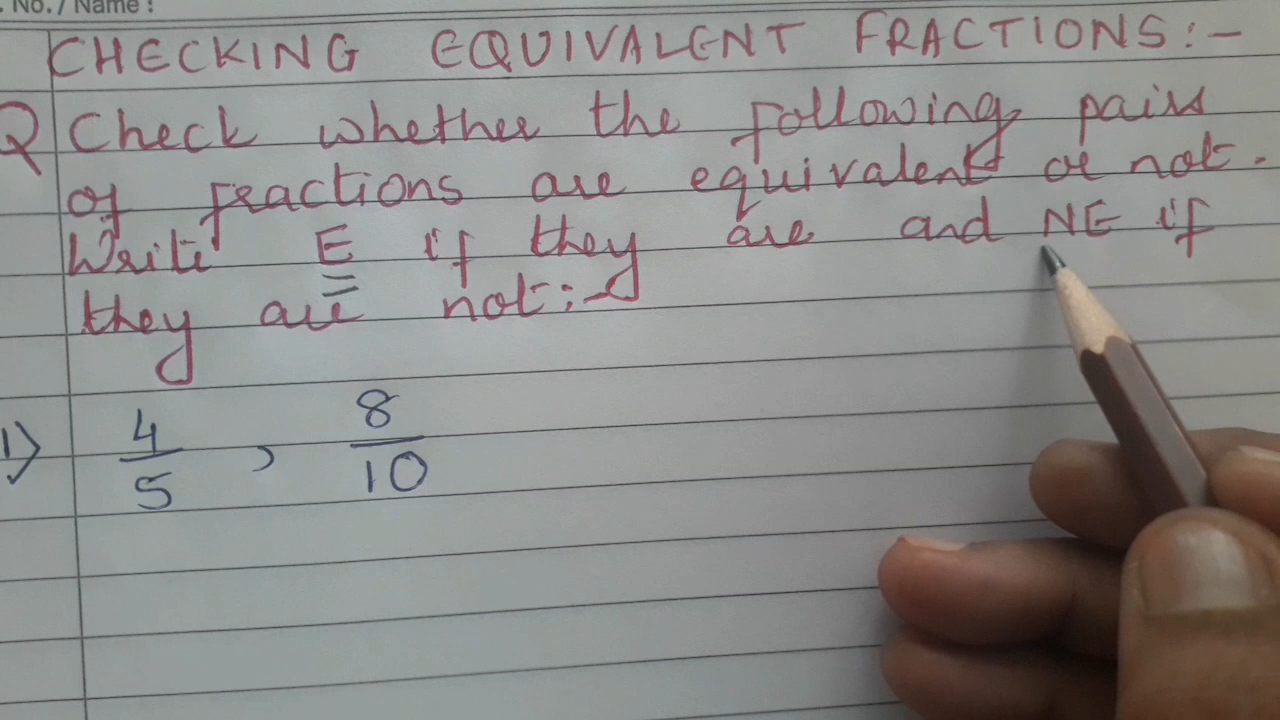 . No. / Name :
CHECKING EQUIVALENT FRACTIONS:-
Q Check whether the following pairs
of fractions are equivalent or not.
Write E if they are and NE if
they are not:-
1) 4/5 , 8/10